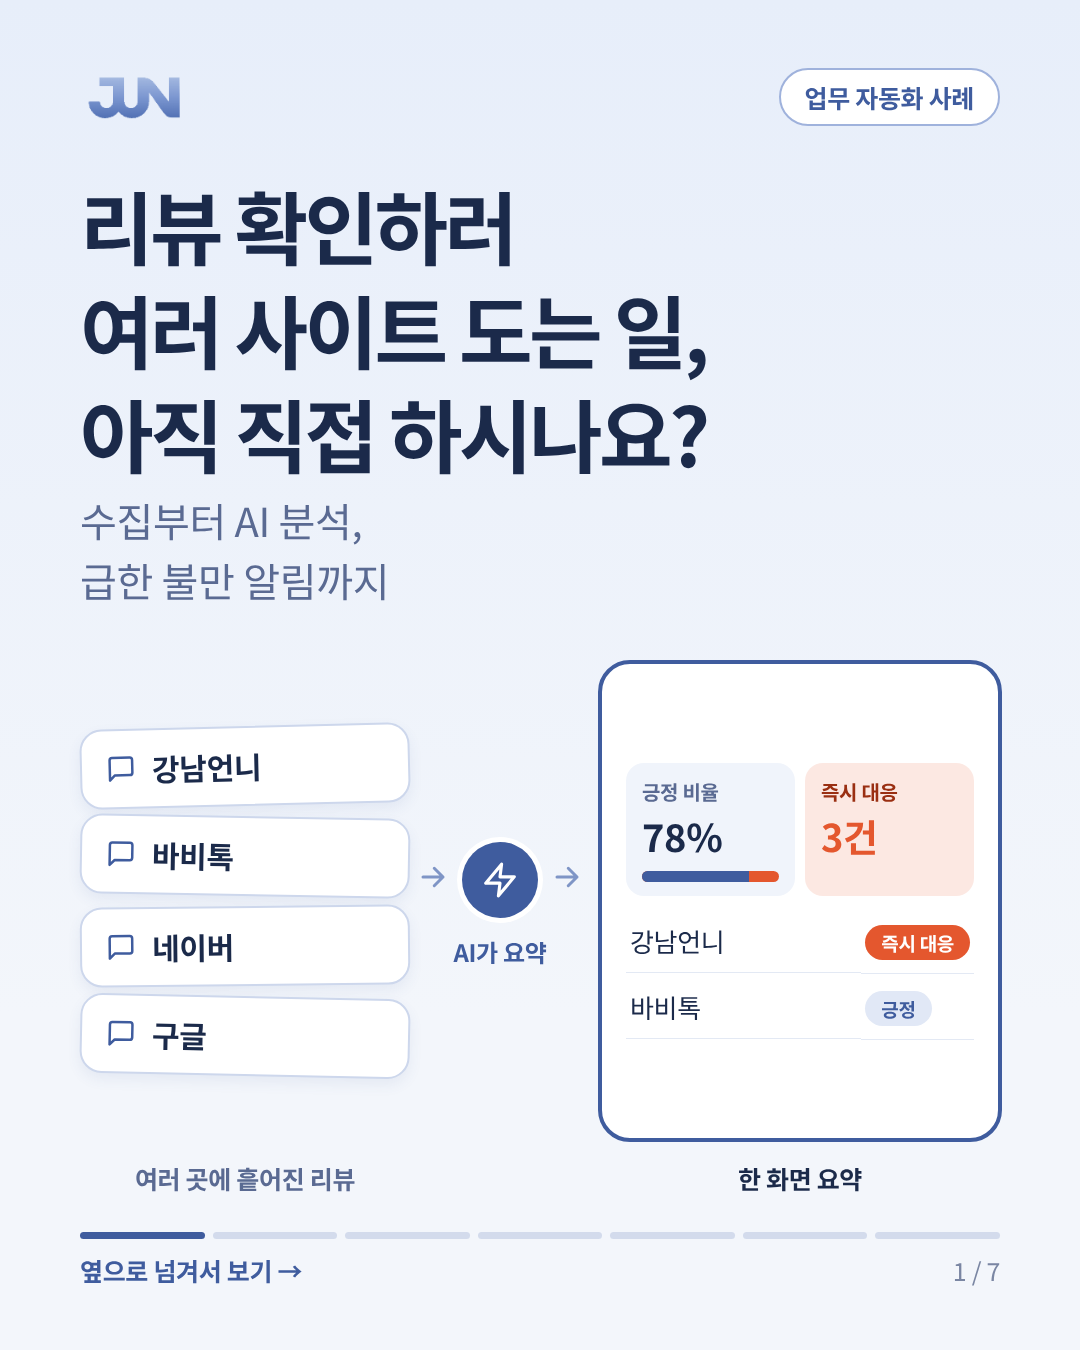 JUN
업무 자동화 사례
리뷰 확인하러
여러 사이트 도는 일,
아직 직접 하시나요?
수집부터 AI 분석,
급한 불만 알림까지
강남언니
바비톡
네이버
구글
AI가 요약
긍정 비율
78%
즉시 대응
3건
강남언니
즉시 대응
바비톡
긍정
여러 곳에 흩어진 리뷰
한 화면 요약
옆으로 넘겨서 보기 →
1 / 7